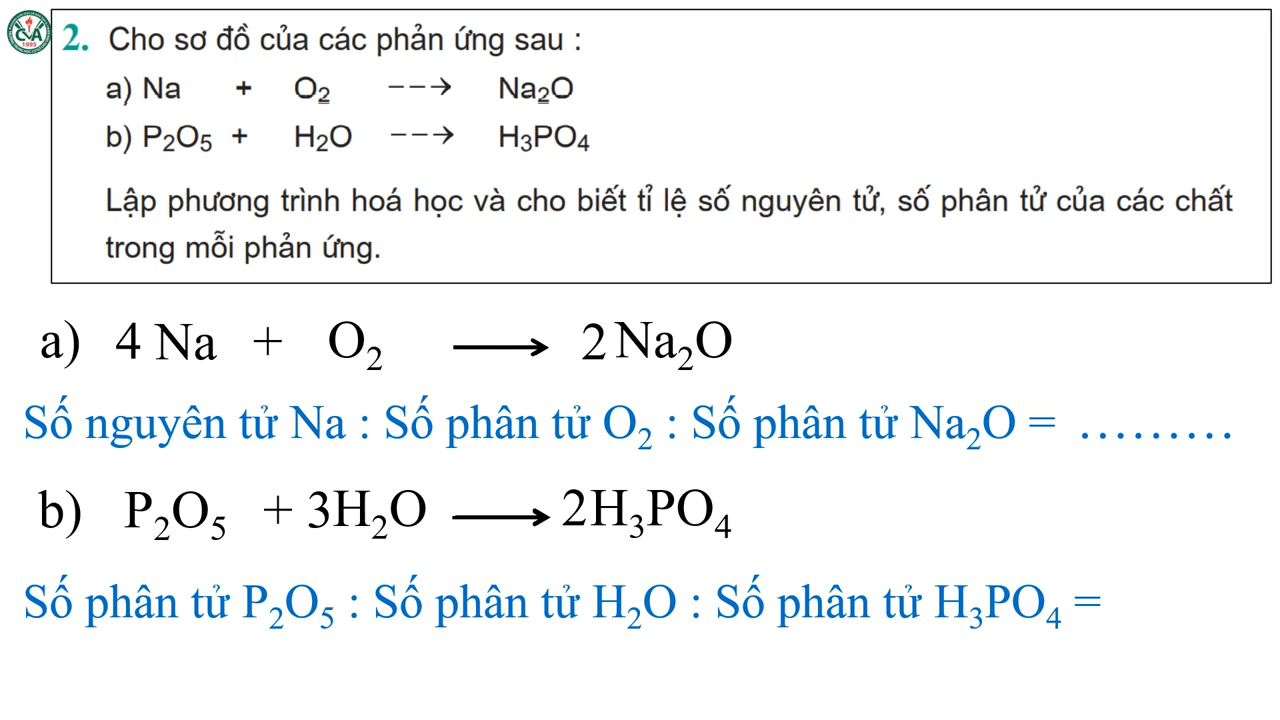 CVA
1995
2. Cho sơ đồ của các phản ứng sau :
a) Na + O₂ ---→ Na₂O
b) P₂O₅ + H₂O ---→ H₃PO₄
Lập phương trình hoá học và cho biết tỉ lệ số nguyên tử, số phân tử của các chất
trong mỗi phản ứng.
a) 4 Na + O₂ ⟶ 2 Na₂O
Số nguyên tử Na : Số phân tử O₂ : Số phân tử Na₂O = ………
b) P₂O₅ + 3H₂O ⟶ 2H₃PO₄
Số phân tử P₂O₅ : Số phân tử H₂O : Số phân tử H₃PO₄ =